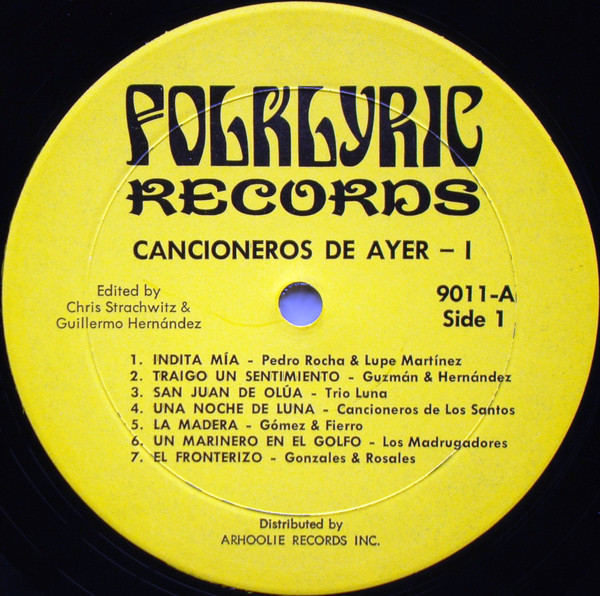 FOLKLYRIC
RECORDS
CANCIONEROS DE AYER – I
Edited by
Chris Strachwitz &
Guillermo Hernández
9011-A
Side 1
1. INDITA MÍA – Pedro Rocha & Lupe Martínez
2. TRAIGO UN SENTIMIENTO – Guzmán & Hernández
3. SAN JUAN DE OLÚA – Trio Luna
4. UNA NOCHE DE LUNA – Cancioneros de Los Santos
5. LA MADERA – Gómez & Fierro
6. UN MARINERO EN EL GOLFO – Los Madrugadores
7. EL FRONTERIZO – Gonzales & Rosales
Distributed by
ARHOOLIE RECORDS INC.